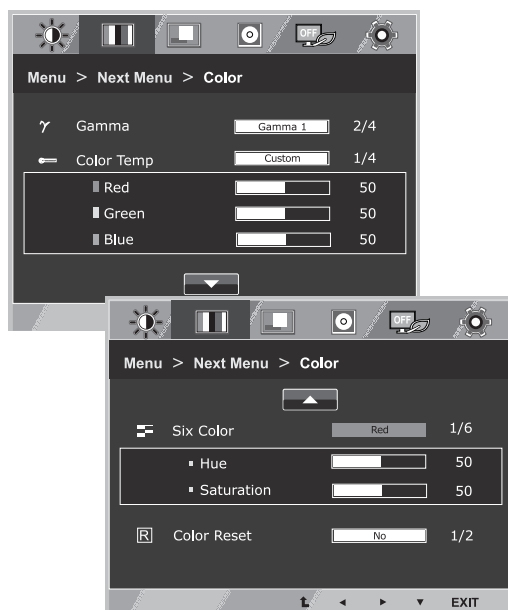 OFF
Menu > Next Menu > Color
γ Gamma Gamma 1 2/4
Color Temp Custom 1/4
Red 50
Green 50
Blue 50
OFF
Menu > Next Menu > Color
Six Color Red 1/6
Hue 50
Saturation 50
R Color Reset No 1/2
EXIT